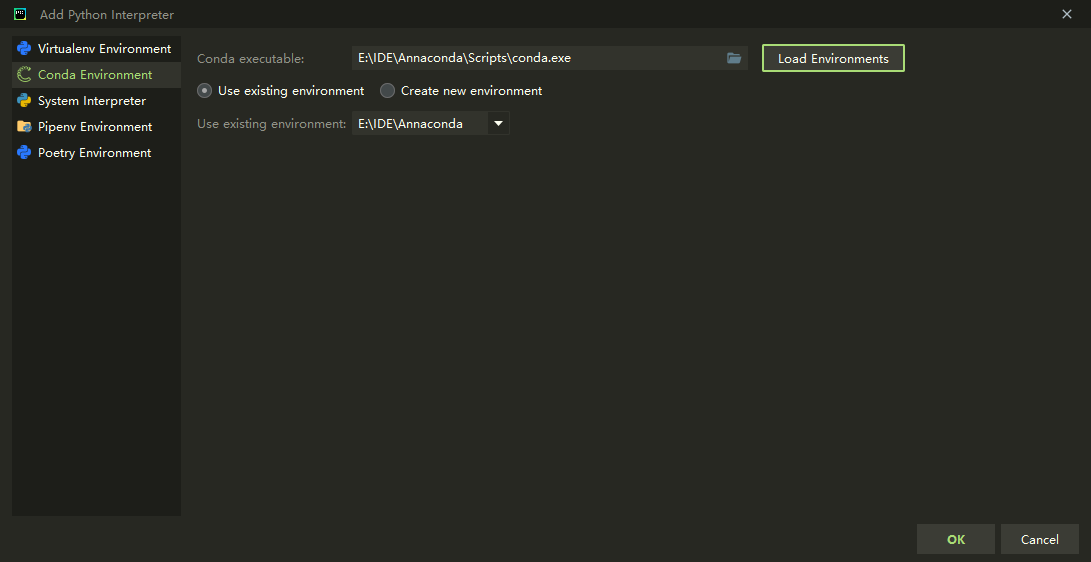 Add Python Interpreter
Virtualenv Environment
Conda Environment
System Interpreter
Pipenv Environment
Poetry Environment
Conda executable: E:\IDE\Annaconda\Scripts\conda.exe Load Environments
Use existing environment Create new environment
Use existing environment: E:\IDE\Annaconda
OK Cancel